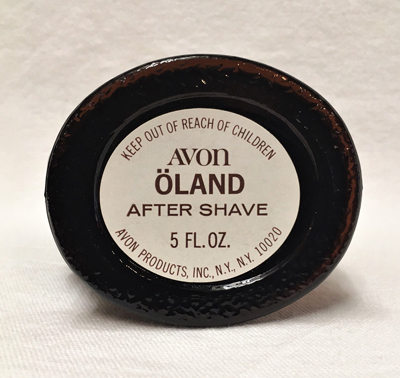 KEEP OUT OF REACH OF CHILDREN
AVON
ÖLAND
AFTER SHAVE
5 FL. OZ.
AVON PRODUCTS, INC., N.Y., N.Y. 10020